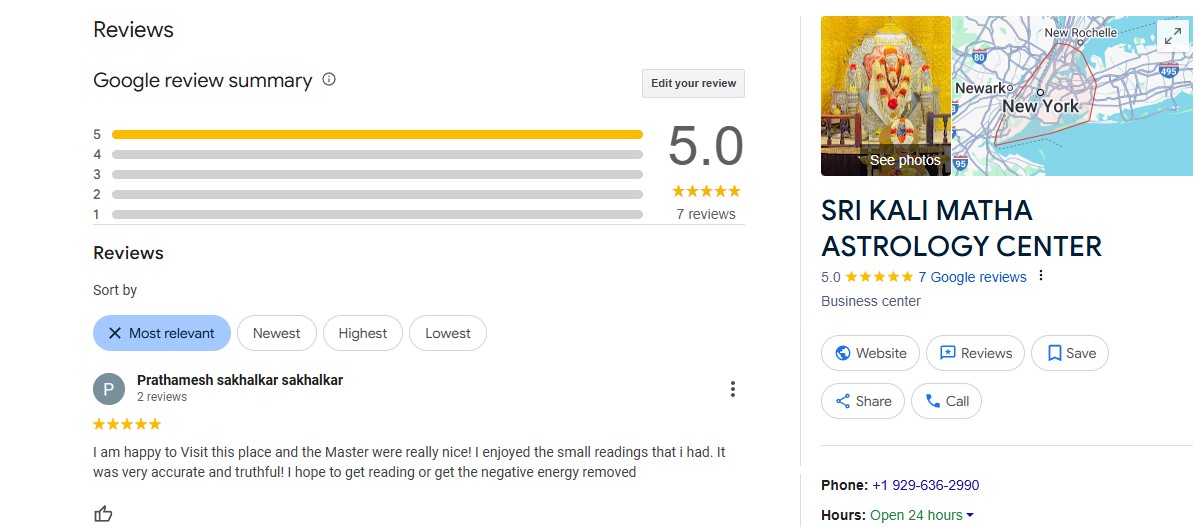 Reviews
Google review summary
Edit your review
5
4
3
2
1
5.0
7 reviews
Reviews
Sort by
Most relevant
Newest
Highest
Lowest
P
Prathamesh sakhalkar sakhalkar
2 reviews
I am happy to Visit this place and the Master were really nice! I enjoyed the small readings that i had. It
was very accurate and truthful! I hope to get reading or get the negative energy removed
See photos
New Rochelle
80
495
Newark
New York
95
SRI KALI MATHA
ASTROLOGY CENTER
5.0 7 Google reviews
Business center
Website
Reviews
Save
Share
Call
Phone: +1 929-636-2990
Hours: Open 24 hours